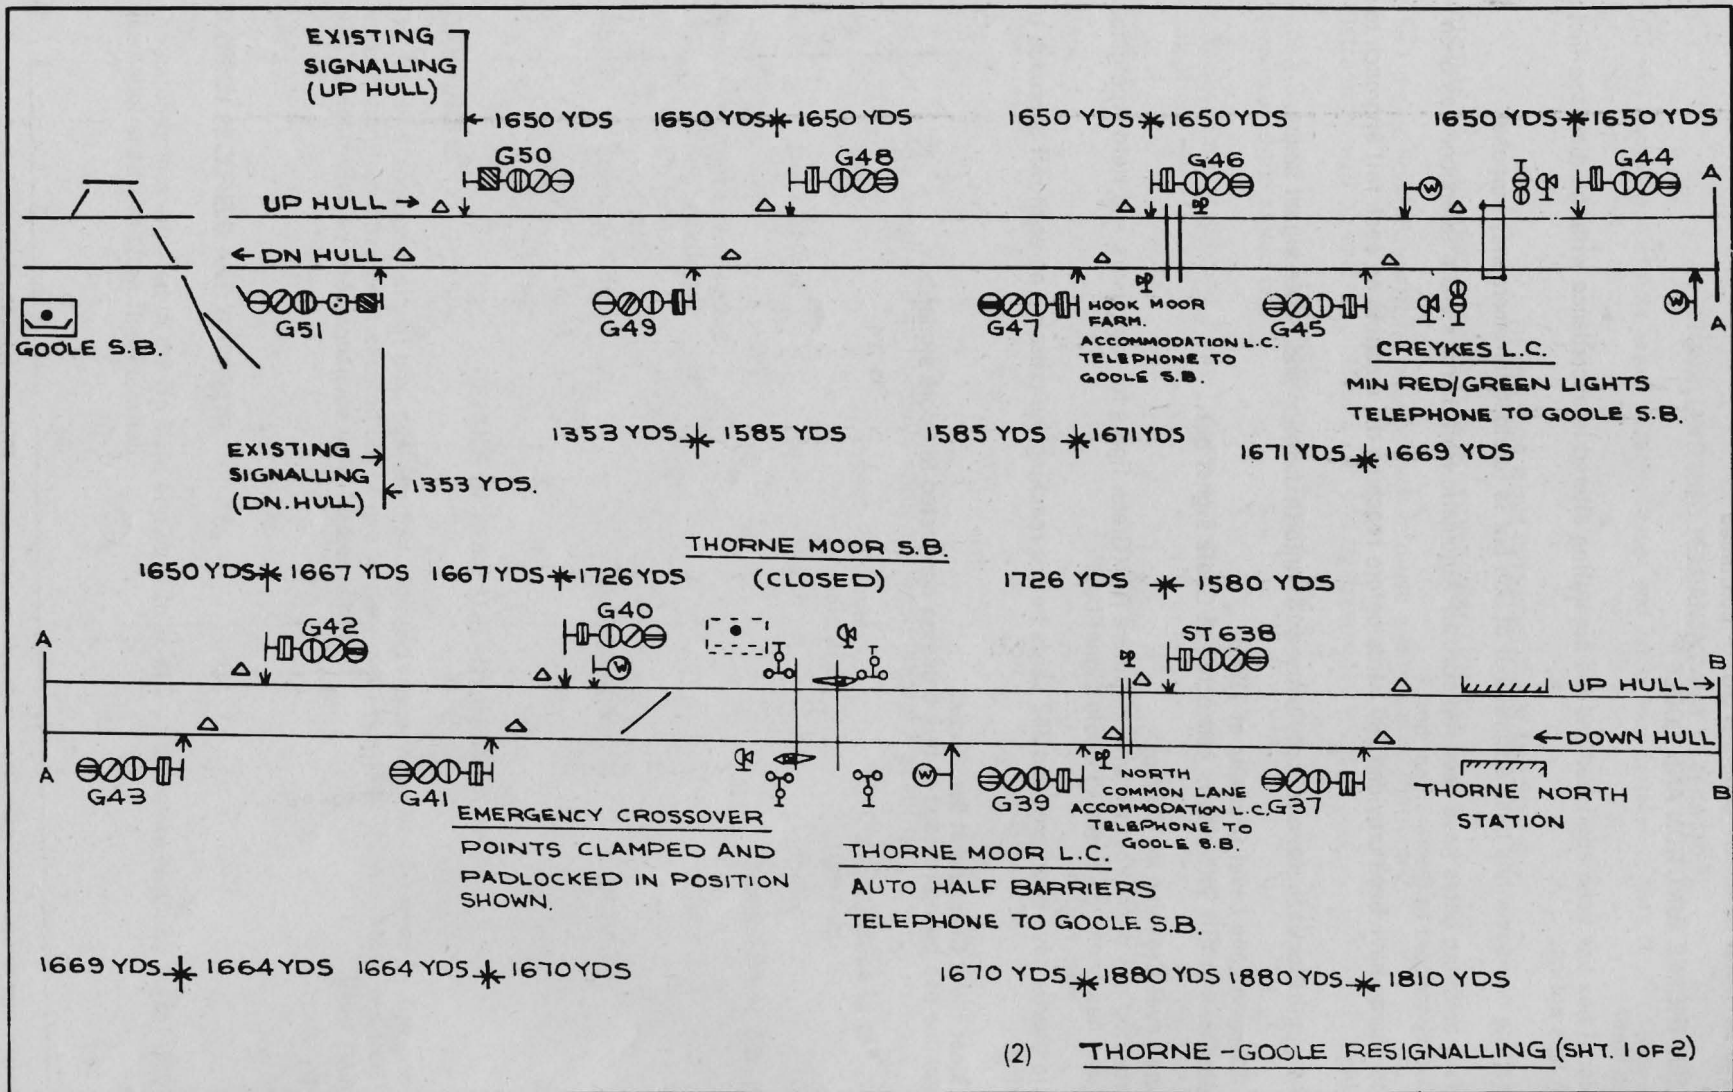 EXISTING
SIGNALLING
(UP HULL)
1650 YDS 1650 YDS 1650 YDS 1650 YDS 1650 YDS 1650 YDS 1650 YDS
G50 G48 G46 G44
W
A
UP HULL
DN HULL
G51 G49 G47 G45
W
A
GOOLE S.B.
HOOK MOOR
FARM.
ACCOMMODATION L.C.
TELEPHONE TO
GOOLE S.B.
CREYKES L.C.
MIN RED/GREEN LIGHTS
TELEPHONE TO GOOLE S.B.
1353 YDS 1585 YDS 1585 YDS 1671 YDS
1671 YDS 1669 YDS
EXISTING
SIGNALLING
(DN. HULL)
1353 YDS.
THORNE MOOR S.B.
(CLOSED)
1650 YDS 1667 YDS 1667 YDS 1726 YDS 1726 YDS 1580 YDS
G42 G40 ST 638
W
A
B
UP HULL
DOWN HULL
A
B
G43 G41 W G39 G37
NORTH
COMMON LANE
ACCOMMODATION L.C.
TELEPHONE TO
GOOLE S.B.
THORNE NORTH
STATION
EMERGENCY CROSSOVER
POINTS CLAMPED AND
PADLOCKED IN POSITION
SHOWN.
THORNE MOOR L.C.
AUTO HALF BARRIERS
TELEPHONE TO GOOLE S.B.
1669 YDS 1664 YDS 1664 YDS 1670 YDS 1670 YDS 1880 YDS 1880 YDS 1810 YDS
(2) THORNE - GOOLE RESIGNALLING (SHT. 1 OF 2)